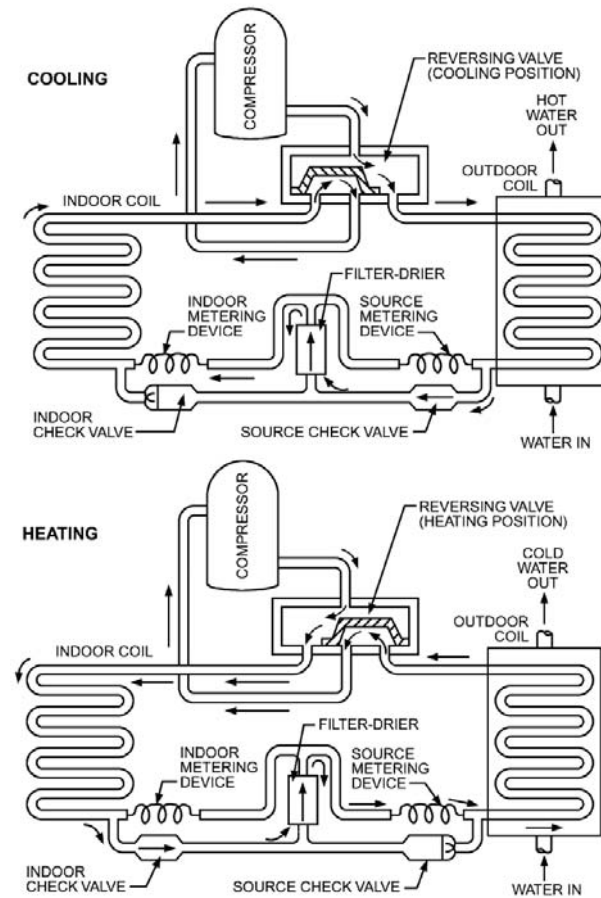 COOLING
COMPRESSOR
REVERSING VALVE
(COOLING POSITION)
HOT
WATER
OUT
OUTDOOR
COIL
INDOOR COIL
FILTER-DRIER
INDOOR
METERING
DEVICE
SOURCE
METERING
DEVICE
INDOOR
CHECK VALVE
SOURCE CHECK VALVE
WATER IN
HEATING
COMPRESSOR
REVERSING VALVE
(HEATING POSITION)
COLD
WATER
OUT
OUTDOOR
COIL
INDOOR COIL
FILTER-DRIER
INDOOR
METERING
DEVICE
SOURCE
METERING
DEVICE
INDOOR
CHECK VALVE
SOURCE CHECK VALVE
WATER IN